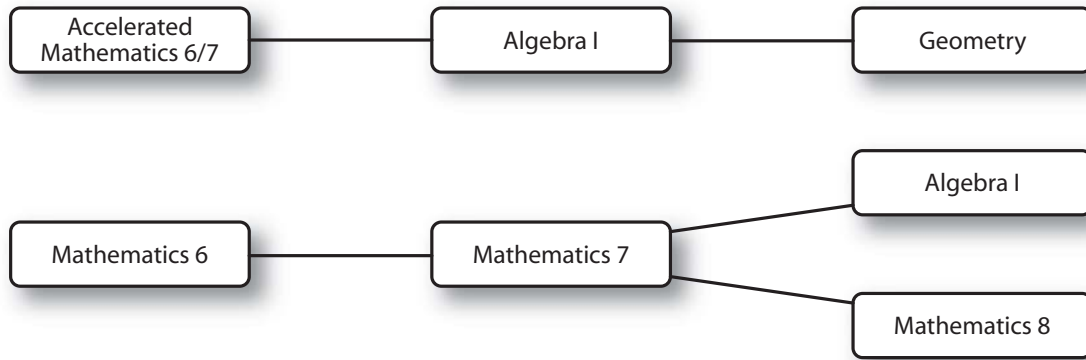 Accelerated
Mathematics 6/7
Algebra I
Geometry
Algebra I
Mathematics 6
Mathematics 7
Mathematics 8